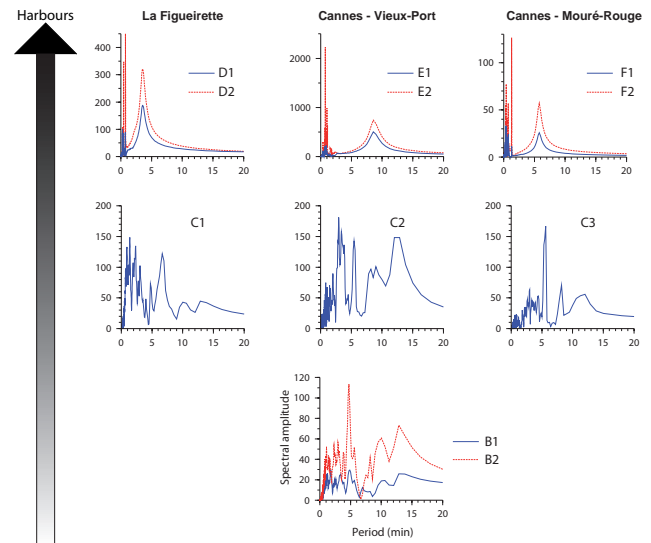 Harbours
La Figueirette
Cannes - Vieux-Port
Cannes - Mouré-Rouge
400
300
200
100
0
D1
D2
0 5 10 15 20
2000
1000
0
E1
E2
0 5 10 15 20
100
50
0
F1
F2
0 5 10 15 20
200
150
100
50
0
C1
0 5 10 15 20
200
150
100
50
0
C2
0 5 10 15 20
200
150
100
50
0
C3
0 5 10 15 20
Spectral amplitude
120
100
80
60
40
20
0
B1
B2
0 5 10 15 20
Period (min)